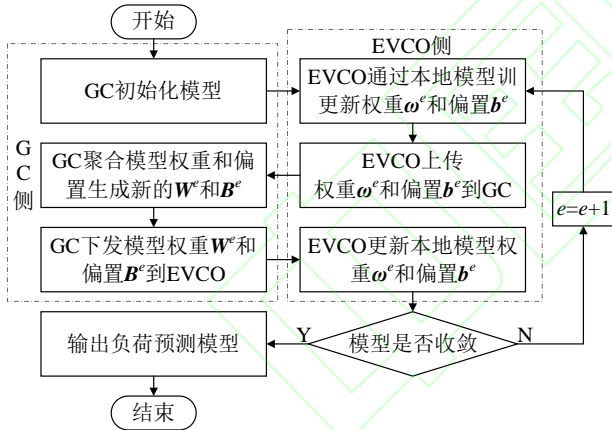 开始
EVCO侧
GC初始化模型
EVCO通过本地模型训
更新权重ωᵉ和偏置bᵉ
G
C
侧
GC聚合模型权重和偏
置生成新的Wᵉ和Bᵉ
EVCO上传
权重ωᵉ和偏置bᵉ到GC
e=e+1
GC下发模型权重Wᵉ和
偏置Bᵉ到EVCO
EVCO更新本地模型权
重ωᵉ和偏置bᵉ
输出负荷预测模型
Y
模型是否收敛
N
结束